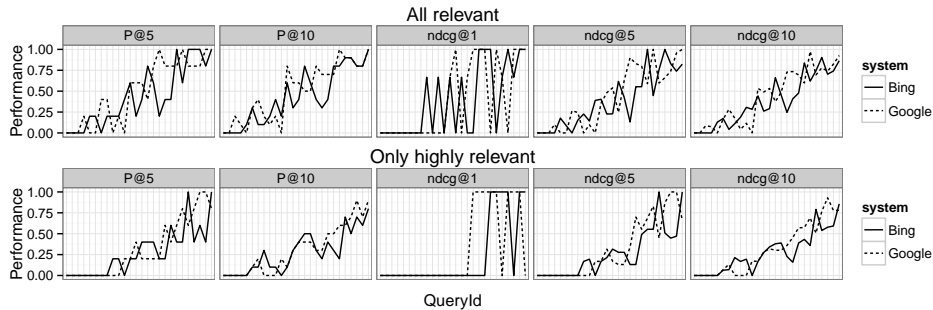 All relevant
P@5 P@10 ndcg@1 ndcg@5 ndcg@10
Performance
1.00
0.75
0.50
0.25
0.00
system
Bing
Google
Only highly relevant
P@5 P@10 ndcg@1 ndcg@5 ndcg@10
Performance
1.00
0.75
0.50
0.25
0.00
system
Bing
Google
QueryId